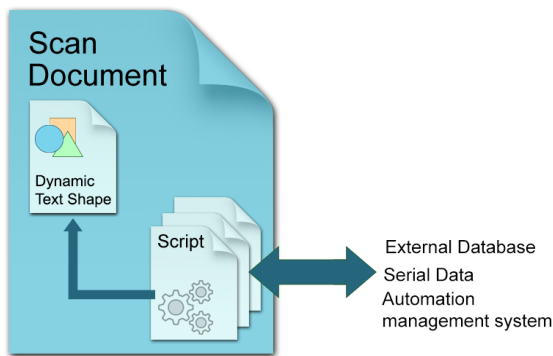 Scan
Document
Dynamic
Text Shape
Script
External Database
Serial Data
Automation
management system